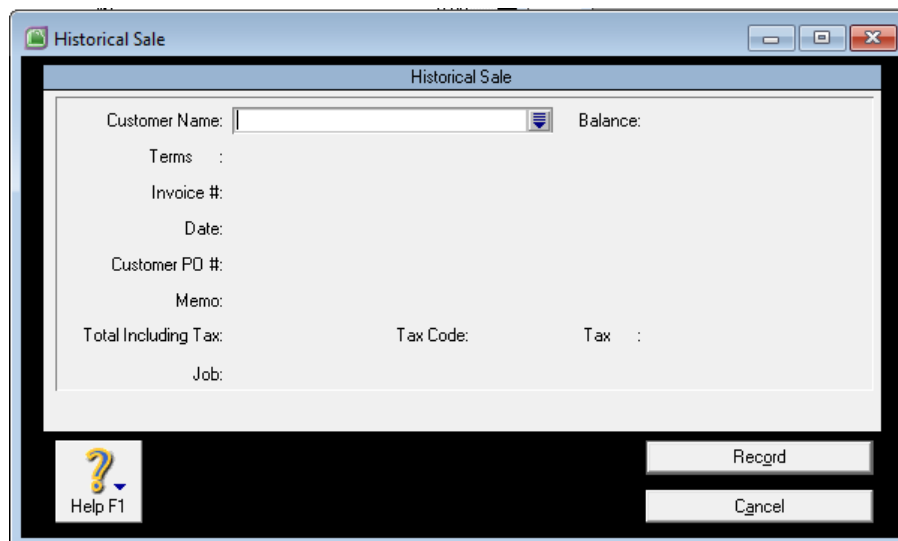 Historical Sale
Historical Sale
Customer Name: Balance:
Terms :
Invoice #:
Date:
Customer PO #:
Memo:
Total Including Tax: Tax Code: Tax :
Job:
Record
Help F1
Cancel